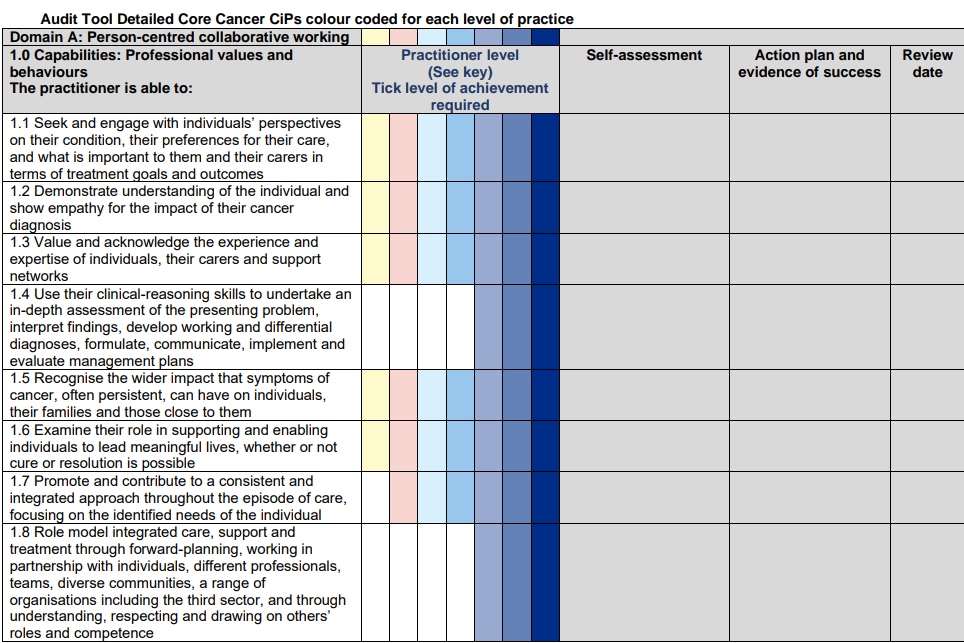 Audit Tool Detailed Core Cancer CiPs colour coded for each level of practice
Domain A: Person-centred collaborative working
1.0 Capabilities: Professional values and
behaviours
The practitioner is able to:
Practitioner level
(See key)
Tick level of achievement
required
Self-assessment
Action plan and
evidence of success
Review
date
1.1 Seek and engage with individuals’ perspectives
on their condition, their preferences for their care,
and what is important to them and their carers in
terms of treatment goals and outcomes
1.2 Demonstrate understanding of the individual and
show empathy for the impact of their cancer
diagnosis
1.3 Value and acknowledge the experience and
expertise of individuals, their carers and support
networks
1.4 Use their clinical-reasoning skills to undertake an
in-depth assessment of the presenting problem,
interpret findings, develop working and differential
diagnoses, formulate, communicate, implement and
evaluate management plans
1.5 Recognise the wider impact that symptoms of
cancer, often persistent, can have on individuals,
their families and those close to them
1.6 Examine their role in supporting and enabling
individuals to lead meaningful lives, whether or not
cure or resolution is possible
1.7 Promote and contribute to a consistent and
integrated approach throughout the episode of care,
focusing on the identified needs of the individual
1.8 Role model integrated care, support and
treatment through forward-planning, working in
partnership with individuals, different professionals,
teams, diverse communities, a range of
organisations including the third sector, and through
understanding, respecting and drawing on others’
roles and competence